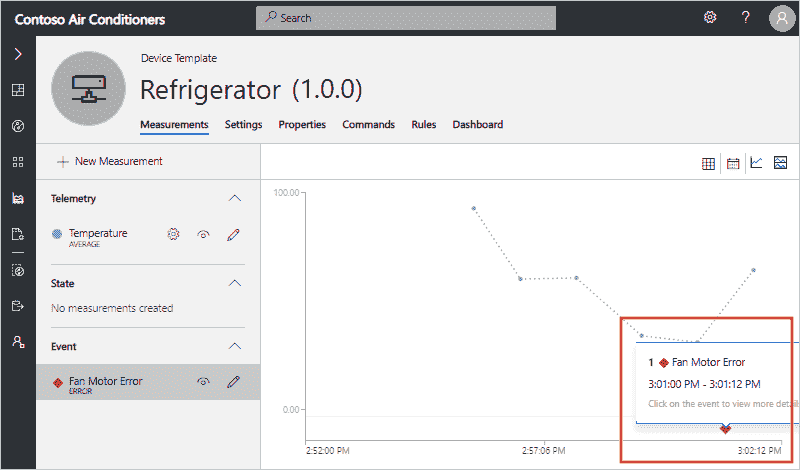 Contoso Air Conditioners
Search
?
Device Template
Refrigerator (1.0.0)
Measurements Settings Properties Commands Rules Dashboard
New Measurement
Telemetry
Temperature
AVERAGE
State
No measurements created
Event
Fan Motor Error
ERROR
100.00
0.00
1 Fan Motor Error
3:01:00 PM - 3:01:12 PM
Click on the event to view more details
2:52:00 PM 2:57:06 PM 3:02:12 PM